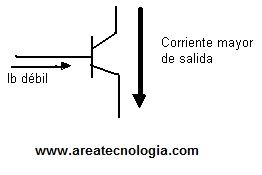 Corriente mayor
de salida
Ib débil
www.areatecnologia.com